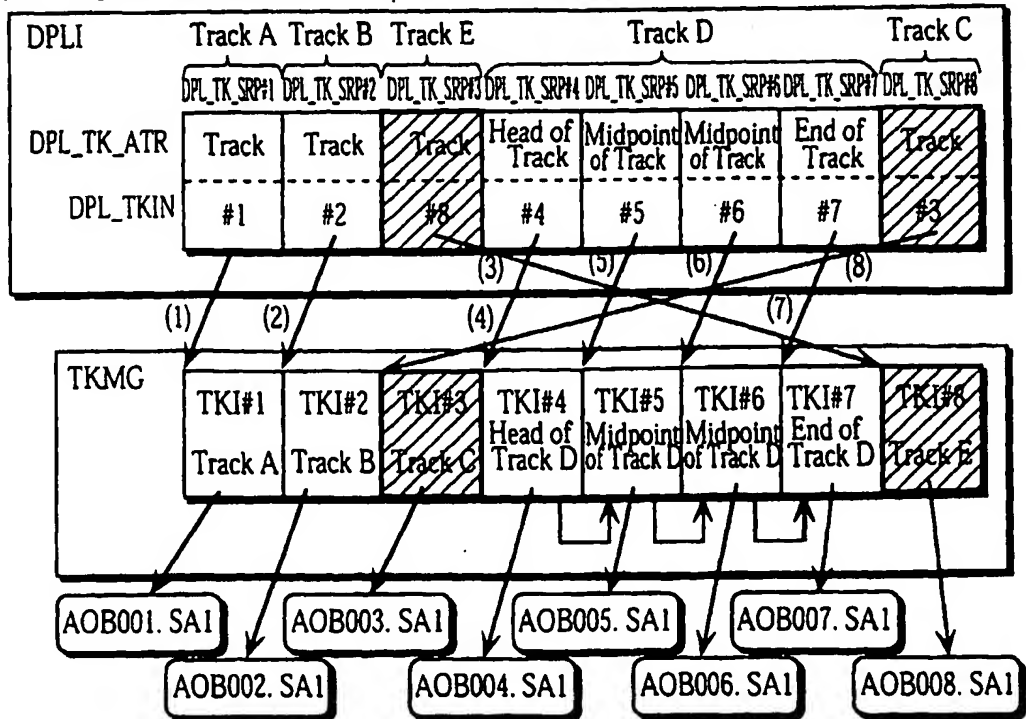 DPLI Track A Track B Track E Track D Track C
DPL_TK_SRP#1 DPL_TK_SRP#2 DPL_TK_SRP#3 DPL_TK_SRP#4 DPL_TK_SRP#5 DPL_TK_SRP#6 DPL_TK_SRP#7 DPL_TK_SRP#8
DPL_TK_ATR Track Track Track Head of Track Midpoint of Track Midpoint of Track End of Track Track
DPL_TKIN #1 #2 #8 #4 #5 #6 #7 #3
(3) (5) (6) (8)
(1) (2) (4) (7)
TKMG
TKI#1 TKI#2 TKI#3 TKI#4 TKI#5 TKI#6 TKI#7 TKI#8
Head of Midpoint Midpoint End of
Track A Track B Track C Track D of Track D of Track D Track D Track E
AOB001. SA1 AOB003. SA1 AOB005. SA1 AOB007. SA1
AOB002. SA1 AOB004. SA1 AOB006. SA1 AOB008. SA1